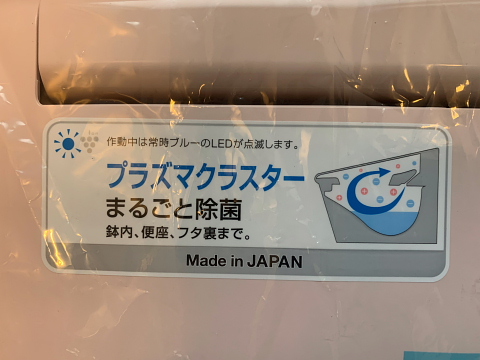 作動中は常時ブルーのLEDが点滅します。
プラズマクラスター
まるごと除菌
鉢内、便座、フタ裏まで。
Made in JAPAN